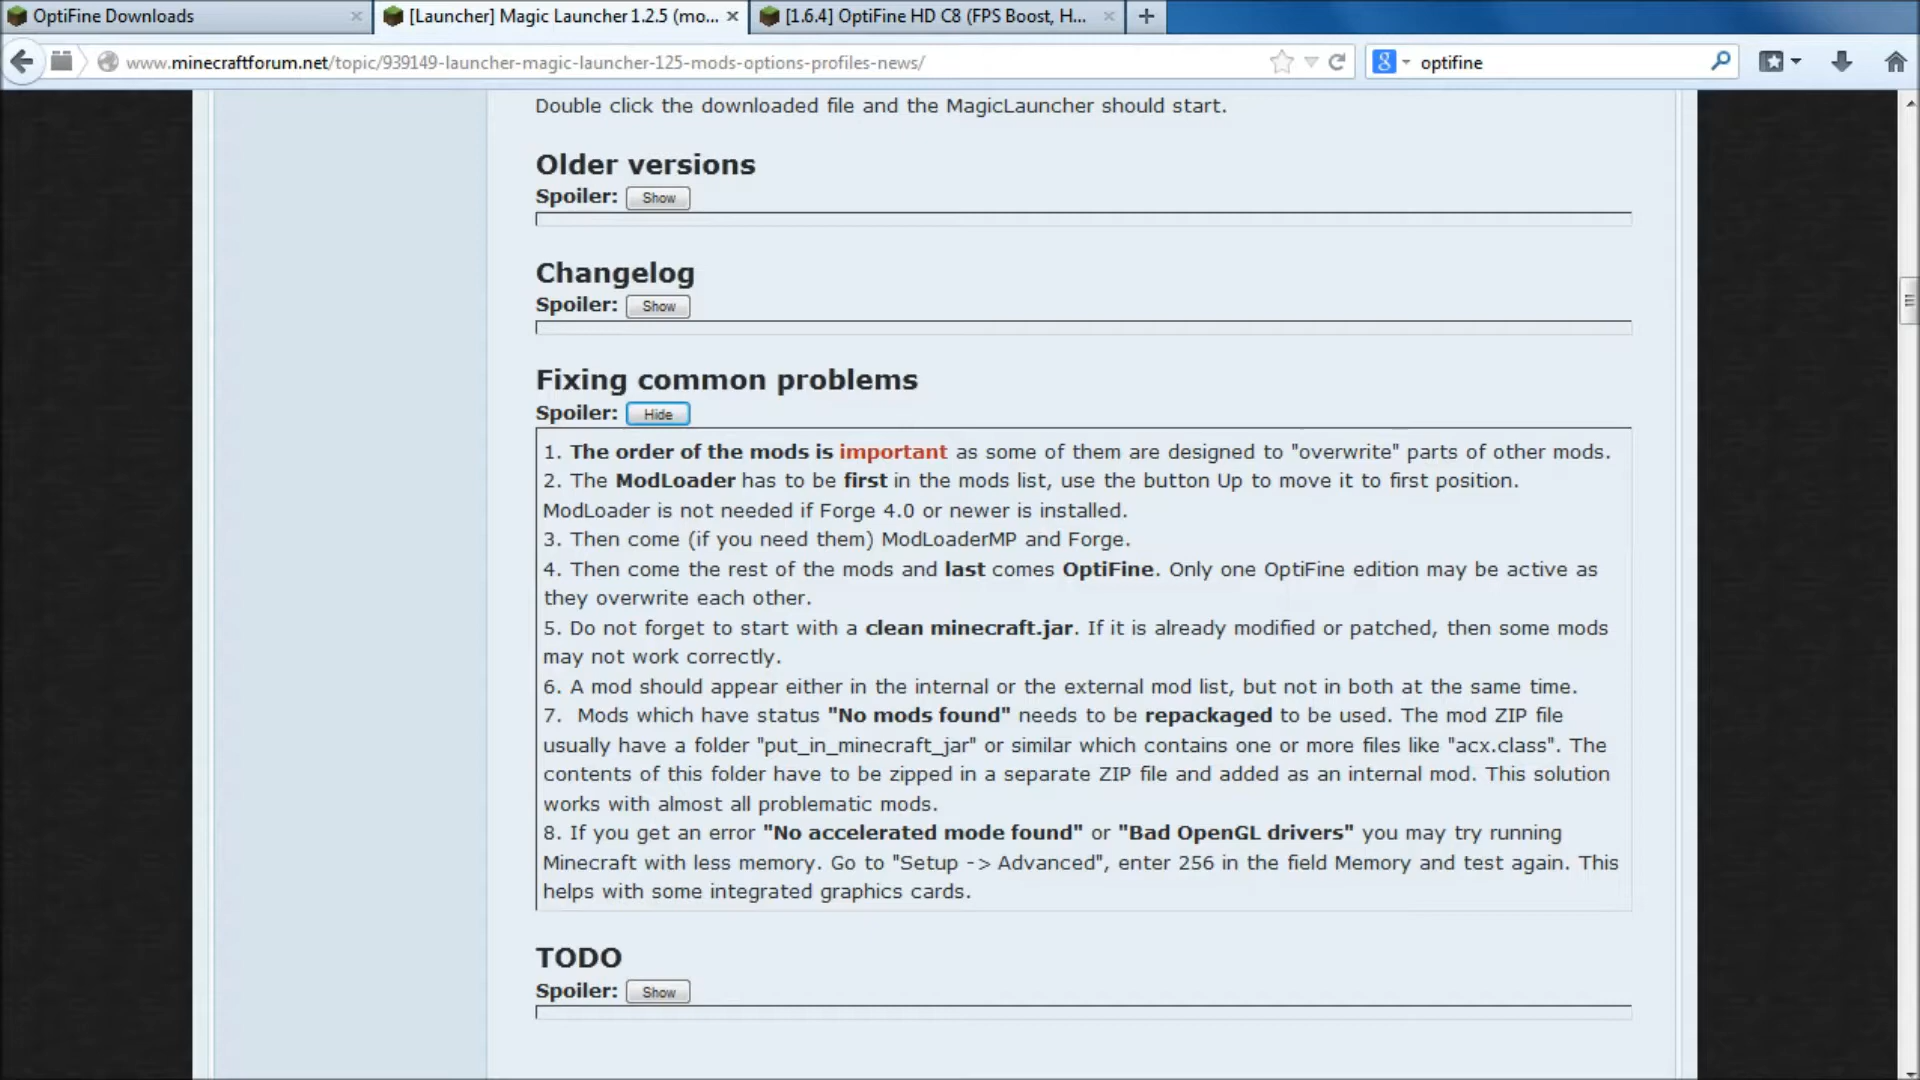 OptiFine Downloads
[Launcher] Magic Launcher 1.2.5 (mo...
[1.6.4] OptiFine HD C8 (FPS Boost, H...
www.minecraftforum.net/topic/939149-launcher-magic-launcher-125-mods-options-profiles-news/
optifine
Double click the downloaded file and the MagicLauncher should start.
Older versions
Spoiler: Show
Changelog
Spoiler: Show
Fixing common problems
Spoiler: Hide
1. The order of the mods is important as some of them are designed to "overwrite" parts of other mods.
2. The ModLoader has to be first in the mods list, use the button Up to move it to first position.
ModLoader is not needed if Forge 4.0 or newer is installed.
3. Then come (if you need them) ModLoaderMP and Forge.
4. Then come the rest of the mods and last comes OptiFine. Only one OptiFine edition may be active as
they overwrite each other.
5. Do not forget to start with a clean minecraft.jar. If it is already modified or patched, then some mods
may not work correctly.
6. A mod should appear either in the internal or the external mod list, but not in both at the same time.
7. Mods which have status "No mods found" needs to be repackaged to be used. The mod ZIP file
usually have a folder "put_in_minecraft_jar" or similar which contains one or more files like "acx.class". The
contents of this folder have to be zipped in a separate ZIP file and added as an internal mod. This solution
works with almost all problematic mods.
8. If you get an error "No accelerated mode found" or "Bad OpenGL drivers" you may try running
Minecraft with less memory. Go to "Setup -> Advanced", enter 256 in the field Memory and test again. This
helps with some integrated graphics cards.
TODO
Spoiler: Show